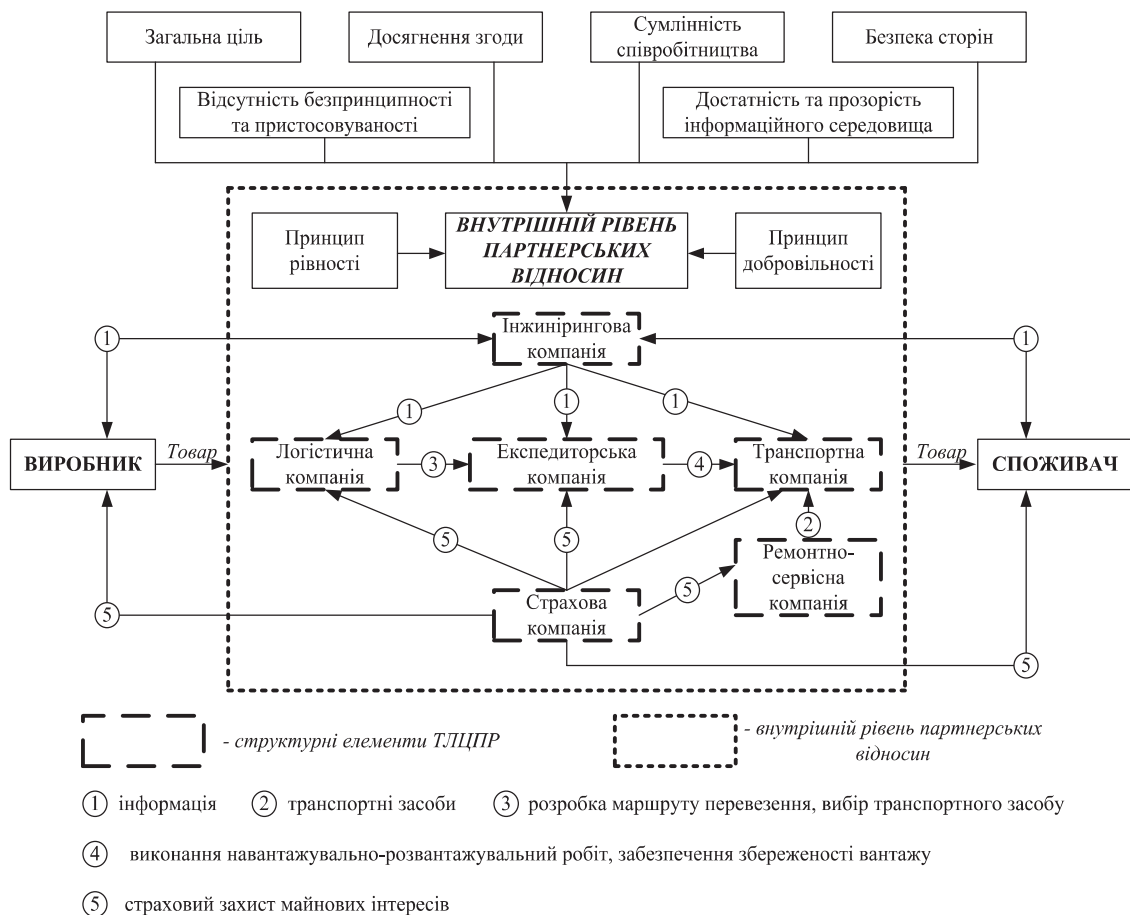 Загальна ціль
Досягнення згоди
Сумлінність
співробітництва
Безпека сторін
Відсутність безпринципності
та пристосовуваності
Достатність та прозорість
інформаційного середовища
Принцип
рівності
ВНУТРІШНІЙ РІВЕНЬ
ПАРТНЕРСЬКИХ
ВІДНОСИН
Принцип
добровільності
1
Інжинірингова
компанія
1
1
1
1
ВИРОБНИК
Товар
Логістична
компанія
3
Експедиторська
компанія
4
Транспортна
компанія
Товар
СПОЖИВАЧ
5
5
2
Ремонтно-
сервісна
компанія
5
5
Страхова
компанія
5
- структурні елементи ТЛЦПР
- внутрішній рівень партнерських
відносин
1 інформація
2 транспортні засоби
3 розробка маршруту перевезення, вибір транспортного засобу
4 виконання навантажувально-розвантажувальний робіт, забезпечення збереженості вантажу
5 страховий захист майнових інтересів